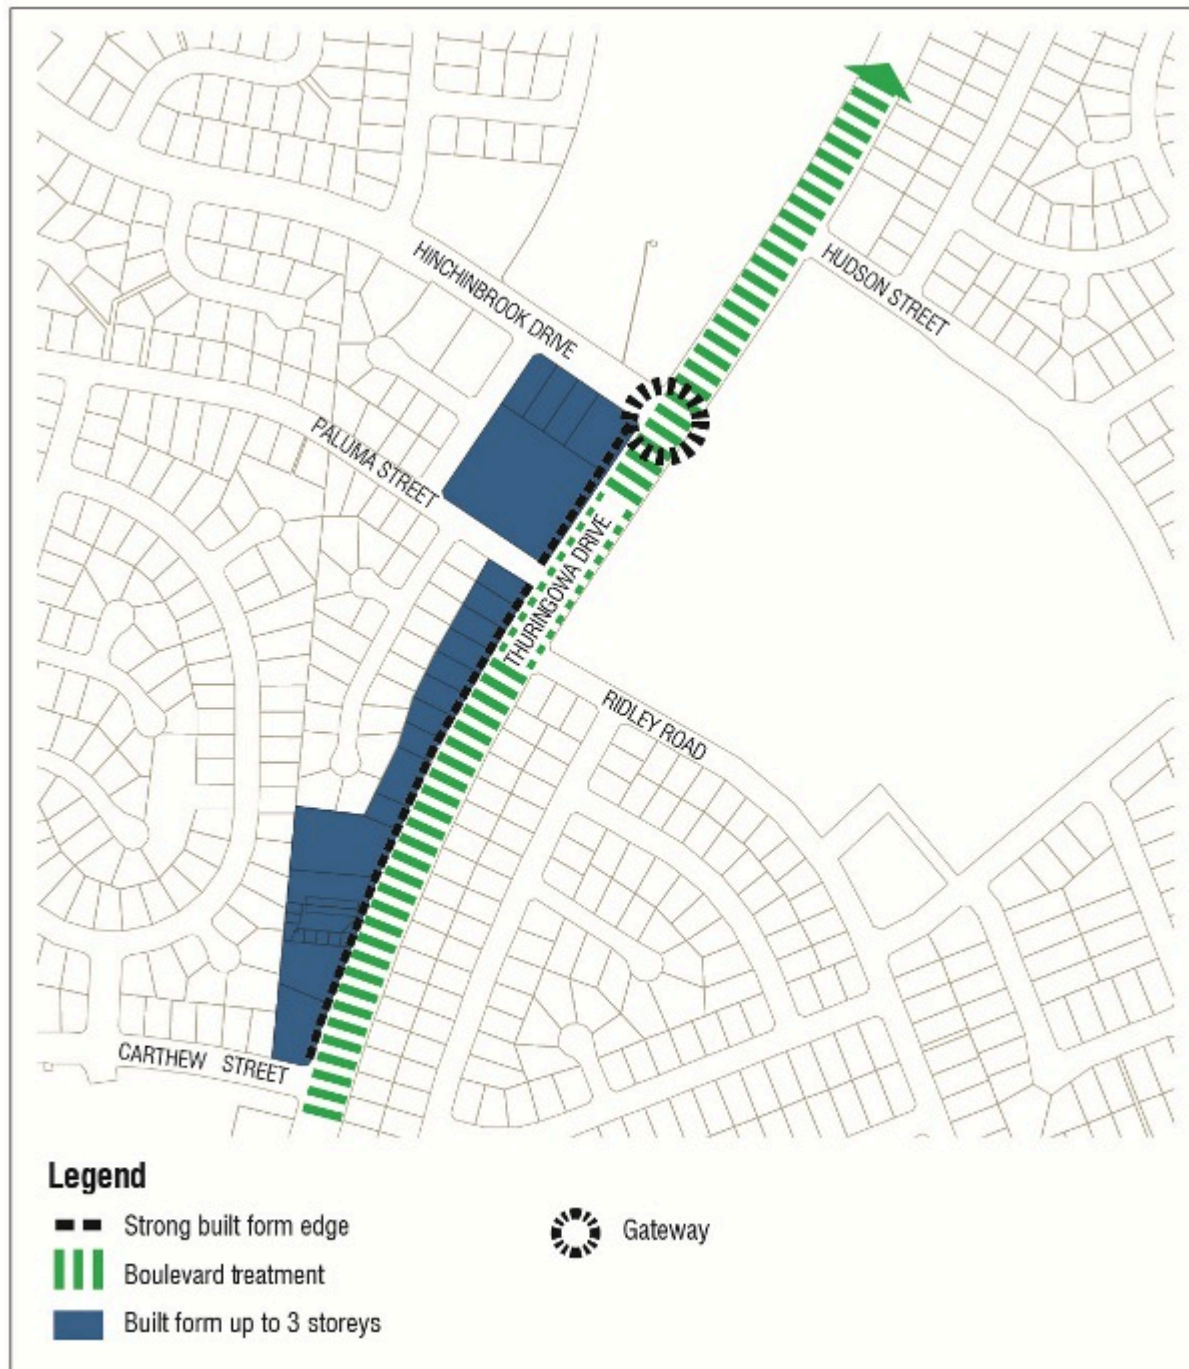 HINCHINBROOK DRIVE
HUDSON STREET
PALUMA STREET
THURINGOWA DRIVE
RIDLEY ROAD
CARTHEW STREET
Legend
Strong built form edge
Gateway
Boulevard treatment
Built form up to 3 storeys